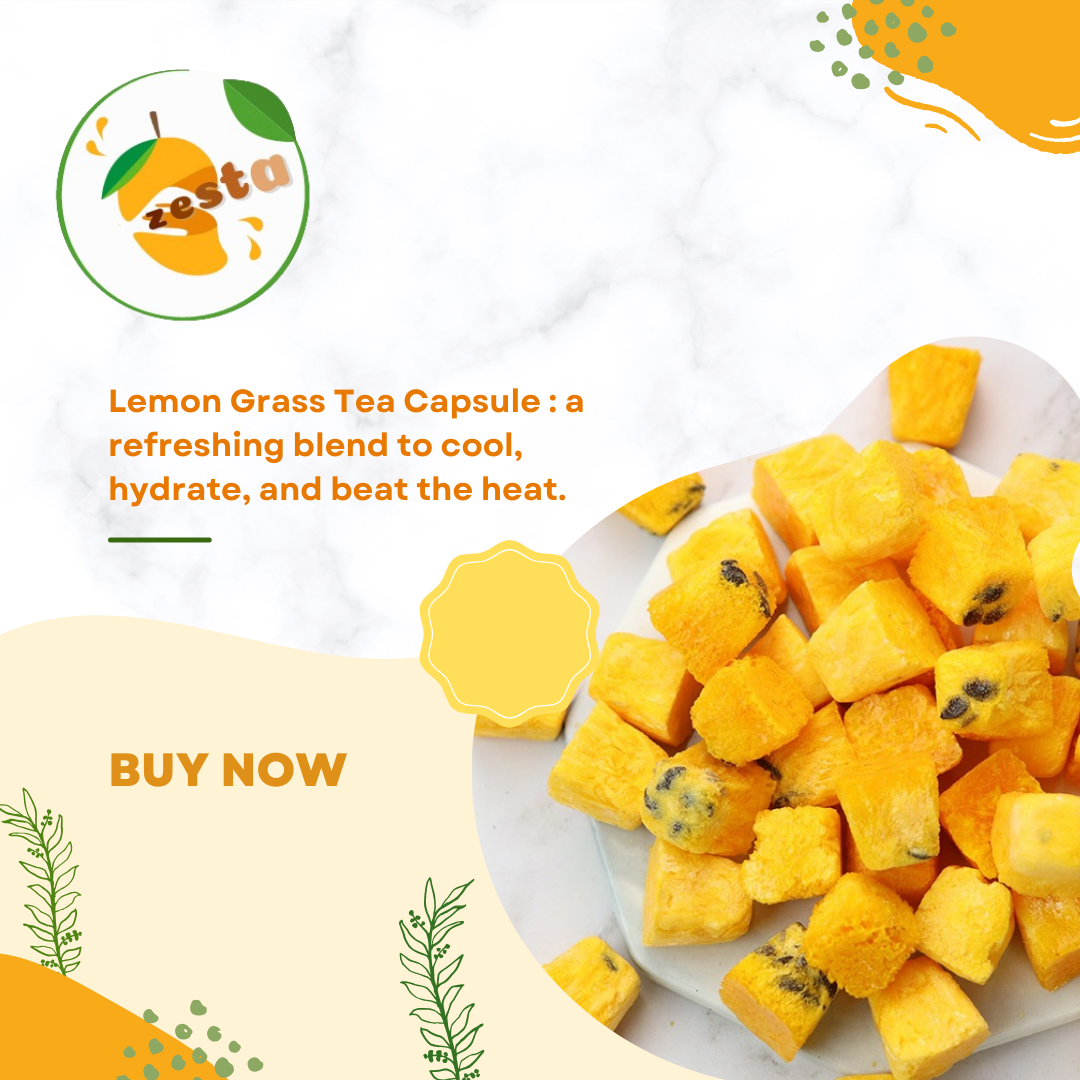 zesta
Lemon Grass Tea Capsule : a
refreshing blend to cool,
hydrate, and beat the heat.
BUY NOW